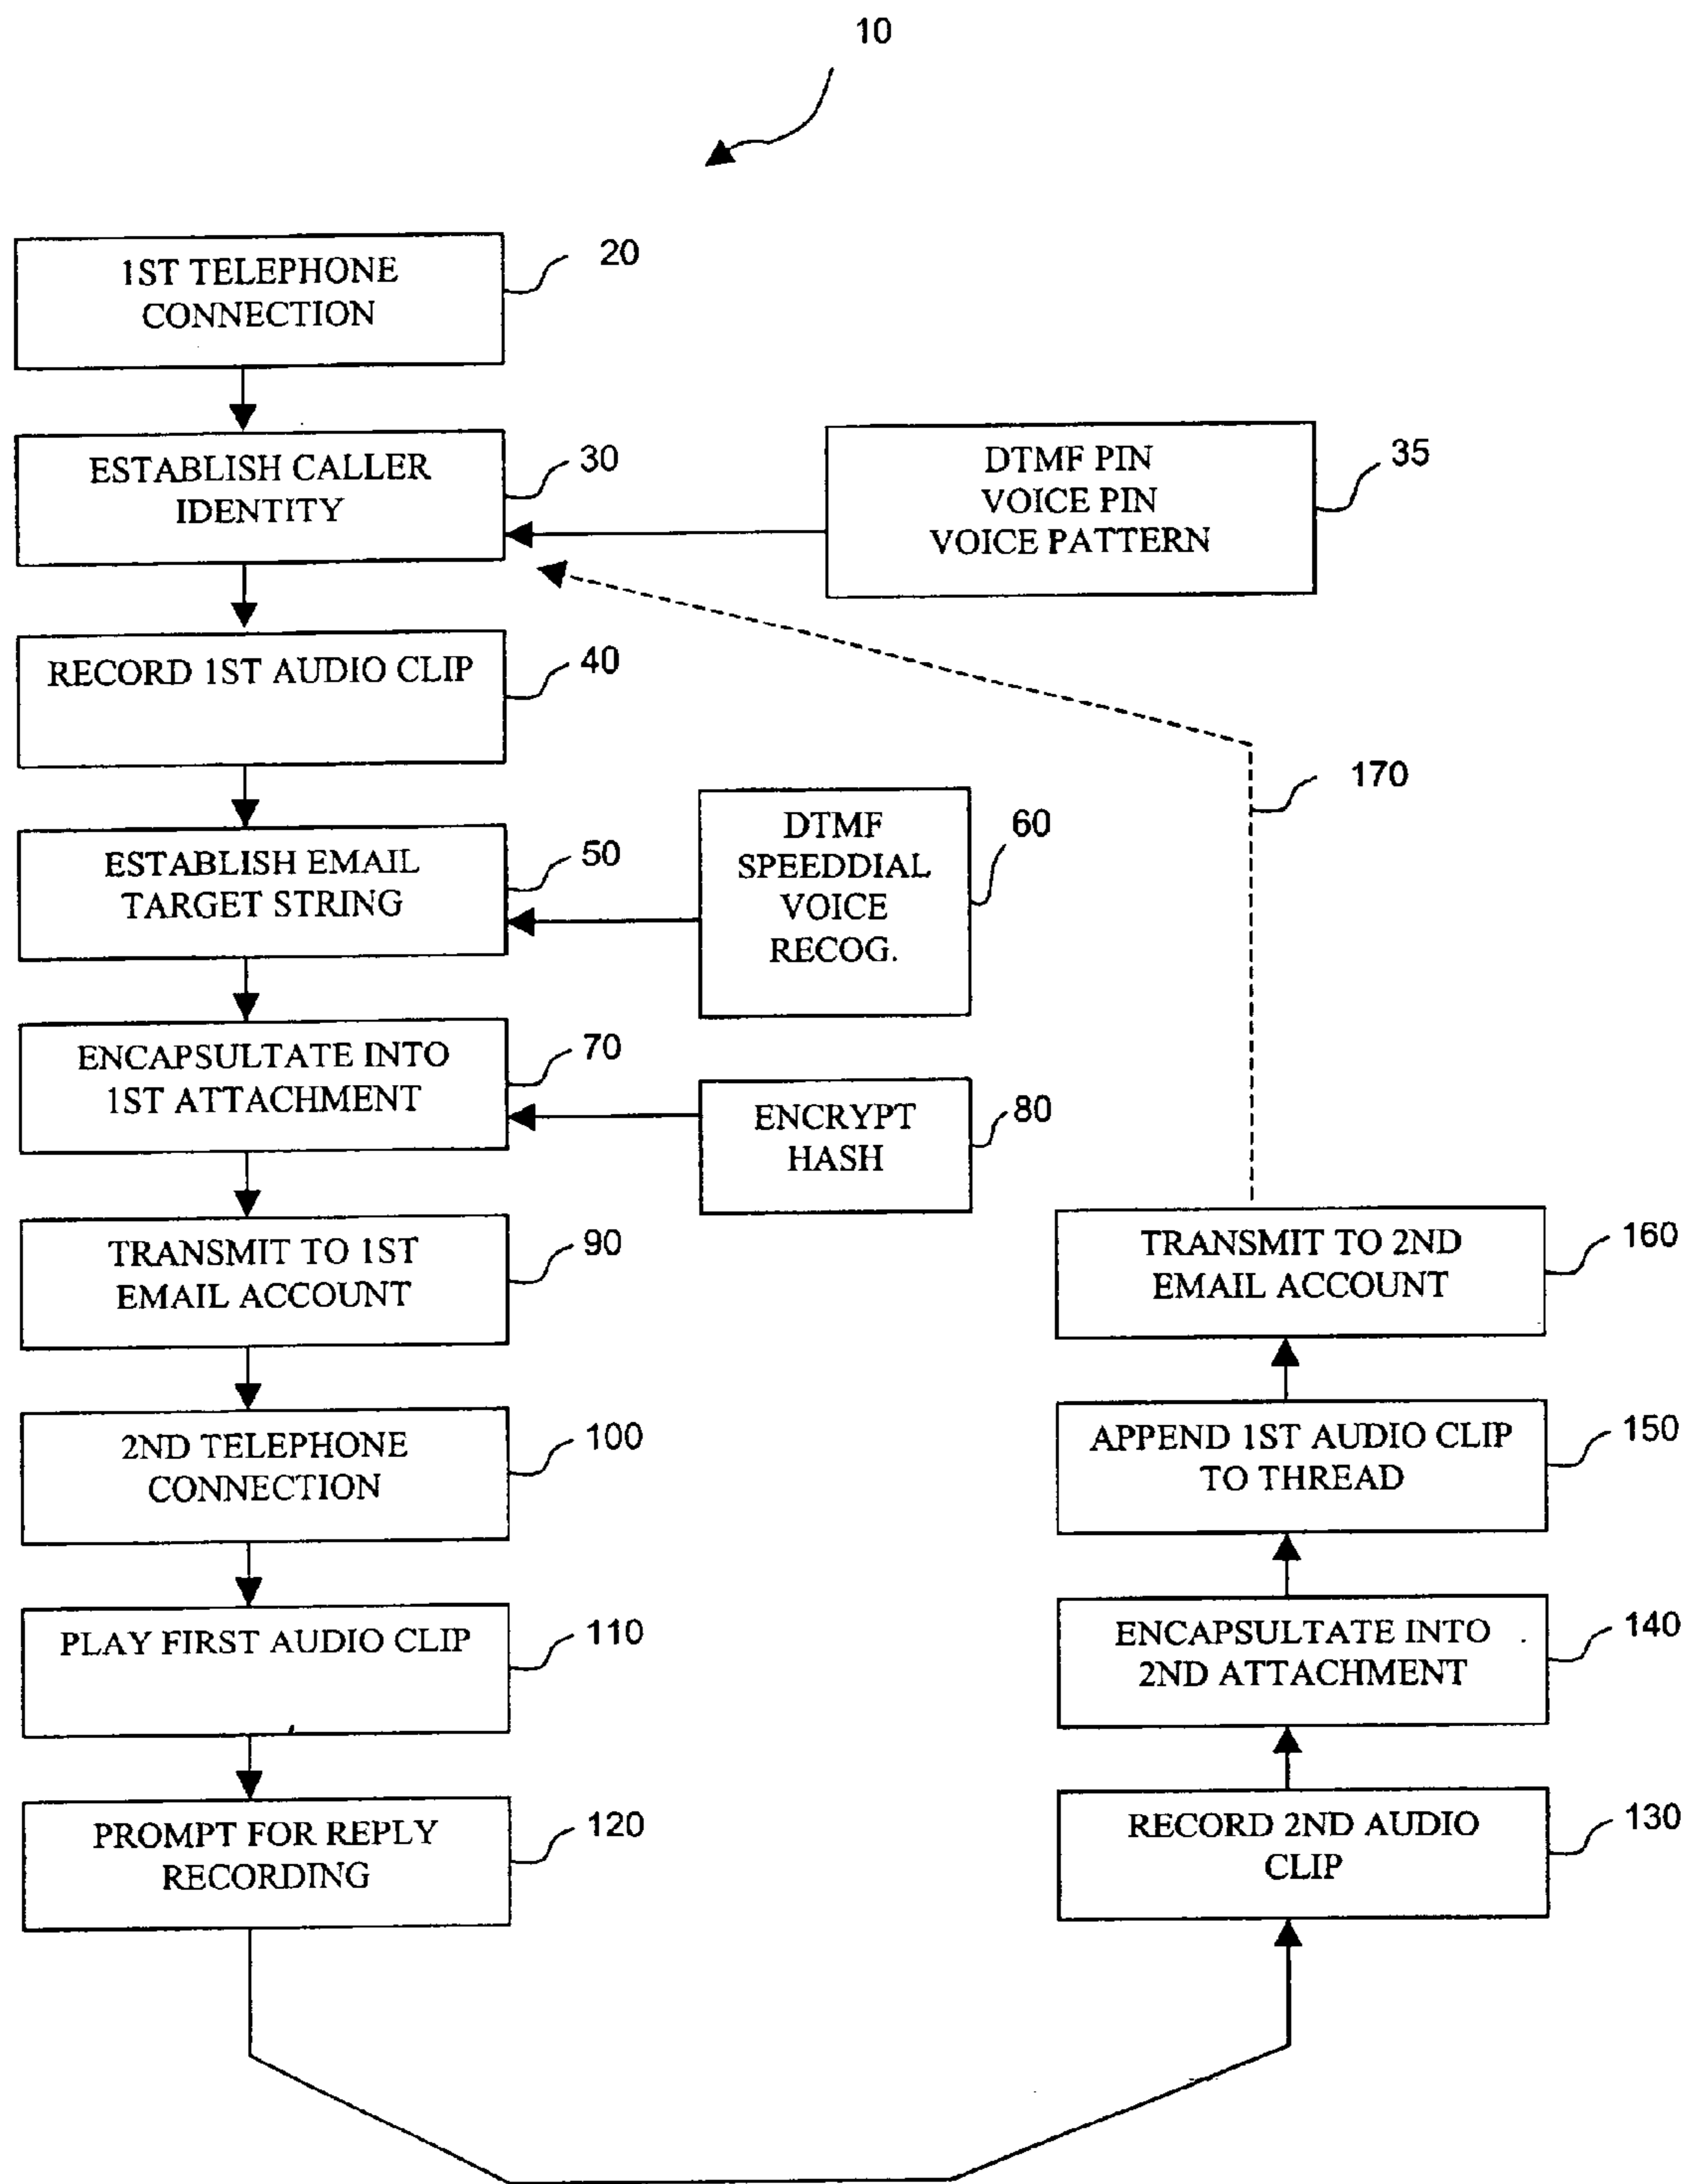 10
1ST TELEPHONE
CONNECTION
20
ESTABLISH CALLER
IDENTITY
30
DTMF PIN
VOICE PIN
VOICE PATTERN
35
RECORD 1ST AUDIO CLIP
40
170
ESTABLISH EMAIL
TARGET STRING
50
DTMF
SPEEDDIAL
VOICE
RECOG.
60
ENCAPSULTATE INTO
1ST ATTACHMENT
70
ENCRYPT
HASH
80
TRANSMIT TO 1ST
EMAIL ACCOUNT
90
2ND TELEPHONE
CONNECTION
100
PLAY FIRST AUDIO CLIP
110
PROMPT FOR REPLY
RECORDING
120
RECORD 2ND AUDIO
CLIP
130
ENCAPSULTATE INTO
2ND ATTACHMENT
140
APPEND 1ST AUDIO CLIP
TO THREAD
150
TRANSMIT TO 2ND
EMAIL ACCOUNT
160